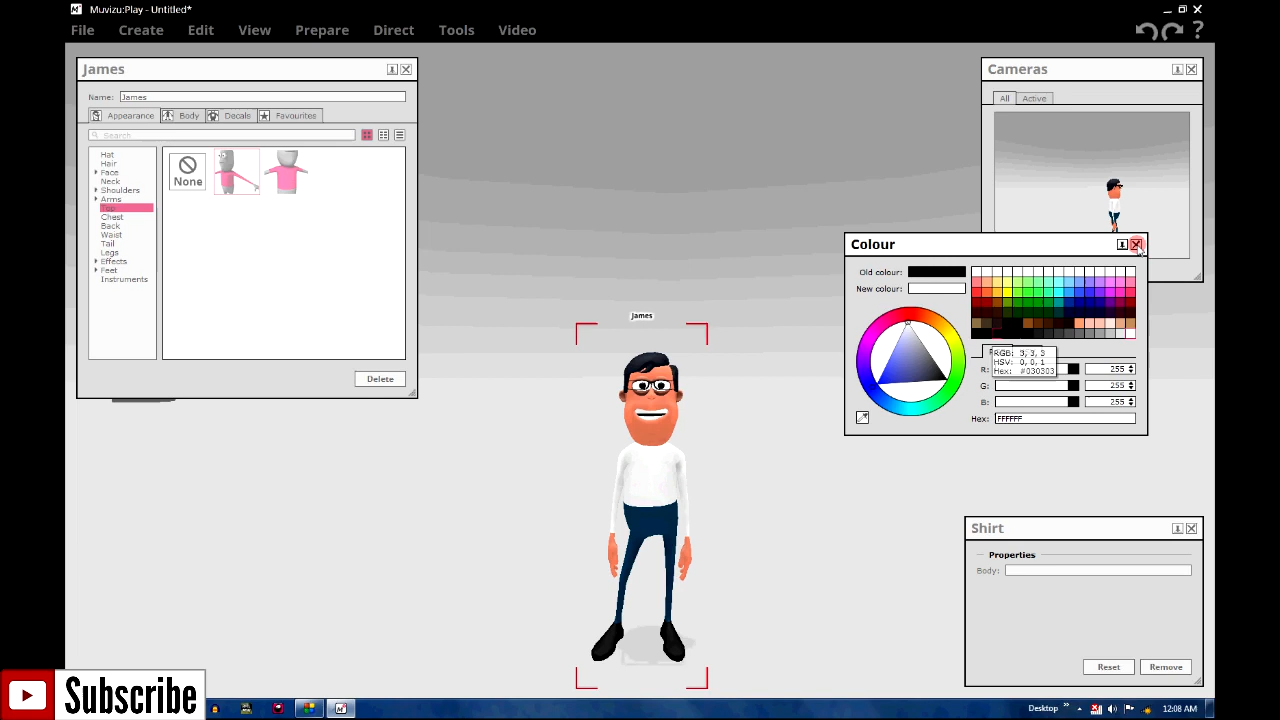 Muvizu:Play - Untitled*
File Create Edit View Prepare Direct Tools Video ?
James
Name: James
Appearance Body Decals Favourites
Search
Hat
Hair
Face
Neck
Shoulders
Arms
Top
Chest
Back
Waist
Tail
Legs
Effects
Feet
Instruments
None
Delete
Cameras
All Active
Colour
Old colour:
New colour:
RGB: 3, 3, 3
HSV: 0, 0, 1
Hex: #030303
R: 255
G: 255
B: 255
Hex: FFFFFF
James
Shirt
Properties
Body:
Reset Remove
Subscribe
Desktop » 12:08 AM